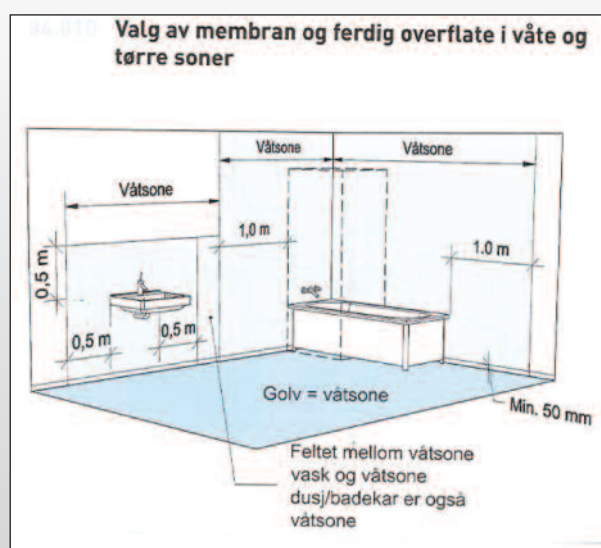 34.010
Valg av membran og ferdig overflate i våte og
tørre soner
Våtsone
Våtsone
Våtsone
1,0 m
1.0 m
0,5 m
0,5 m
0,5 m
Golv = våtsone
Min. 50 mm
Feltet mellom våtsone
vask og våtsone
dusj/badekar er også
våtsone